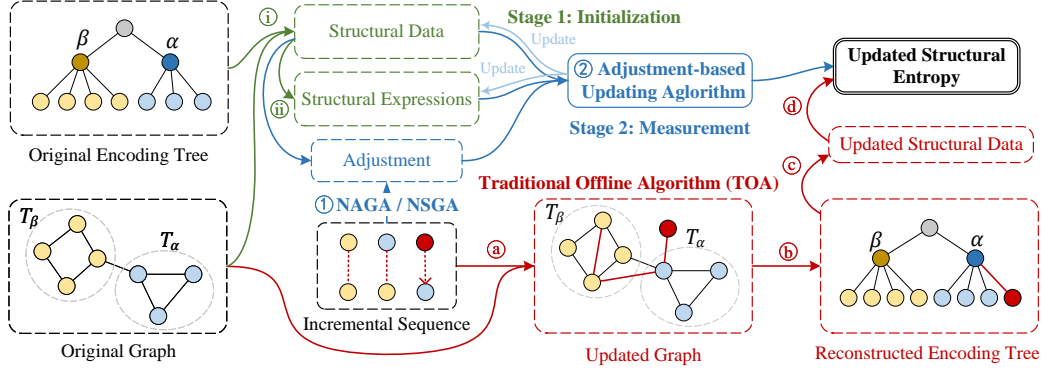 β
α
Original Encoding Tree
T_β
T_α
Original Graph
ⓘ
ⓘⓘ
Structural Data
Structural Expressions
Adjustment
① NAGA / NSGA
Incremental Sequence
Stage 1: Initialization
Update
Update
② Adjustment-based
Updating Aglorithm
Stage 2: Measurement
Traditional Offline Algorithm (TOA)
ⓐ
T_β
T_α
Updated Graph
ⓑ
Updated Structural
Entropy
ⓓ
Updated Structural Data
ⓒ
β
α
Reconstructed Encoding Tree